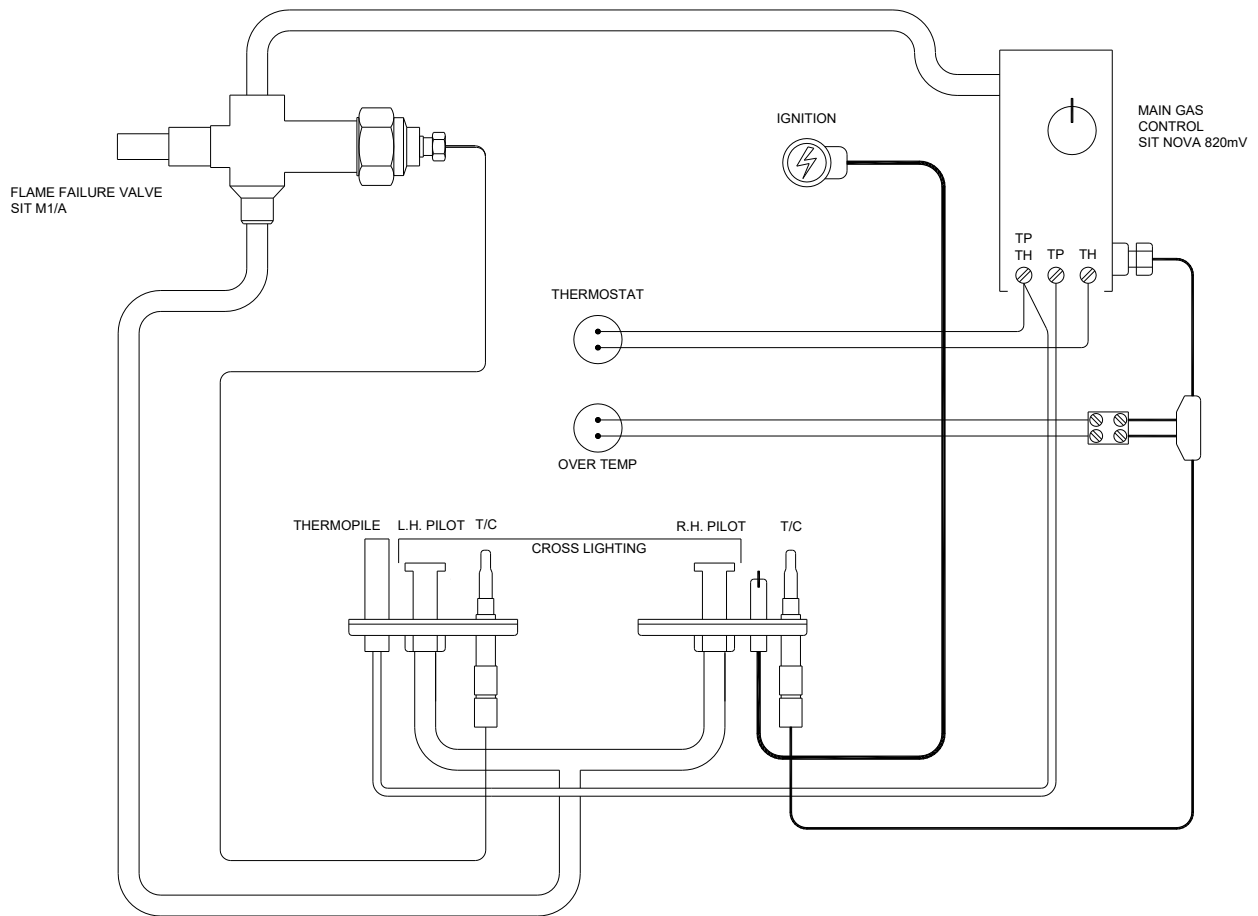 IGNITION
MAIN GAS
CONTROL
SIT NOVA 820mV
FLAME FAILURE VALVE
SIT M1/A
TP
TH TP TH
THERMOSTAT
OVER TEMP
THERMOPILE L.H. PILOT T/C R.H. PILOT T/C
CROSS LIGHTING